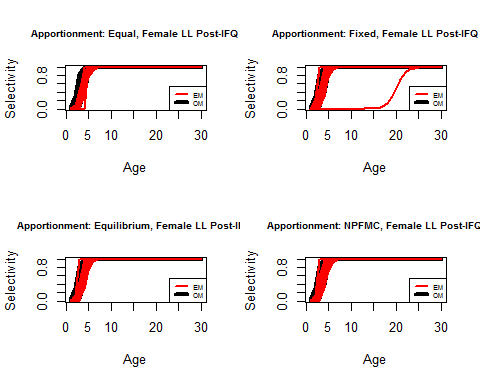 Apportionment: Equal, Female LL Post-IFQ
Selectivity
0.0 0.8
EM
OM
0 5 10 20 30
Age
Apportionment: Fixed, Female LL Post-IFQ
Selectivity
0.0 0.8
EM
OM
0 5 10 20 30
Age
Apportionment: Equilibrium, Female LL Post-II
Selectivity
0.0 0.8
EM
OM
0 5 10 20 30
Age
Apportionment: NPFMC, Female LL Post-IFQ
Selectivity
0.0 0.8
EM
OM
0 5 10 20 30
Age